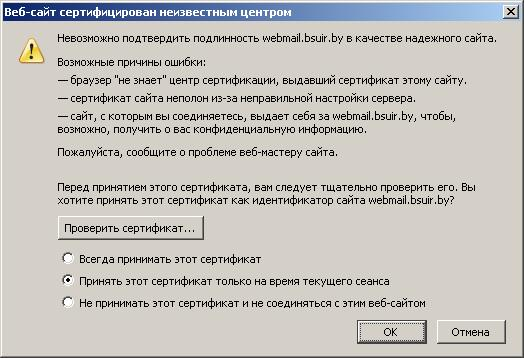 Веб-сайт сертифицирован неизвестным центром
Невозможно подтвердить подлинность webmail.bsuir.by в качестве надежного сайта.
Возможные причины ошибки:
— браузер "не знает" центр сертификации, выдавший сертификат этому сайту.
— сертификат сайта неполон из-за неправильной настройки сервера.
— сайт, с которым вы соединяетесь, выдает себя за webmail.bsuir.by, чтобы,
возможно, получить о вас конфиденциальную информацию.
Пожалуйста, сообщите о проблеме веб-мастеру сайта.
Перед принятием этого сертификата, вам следует тщательно проверить его. Вы
хотите принять этот сертификат как идентификатор сайта webmail.bsuir.by?
Проверить сертификат...
Всегда принимать этот сертификат
Принять этот сертификат только на время текущего сеанса
Не принимать этот сертификат и не соединяться с этим веб-сайтом
OK
Отмена